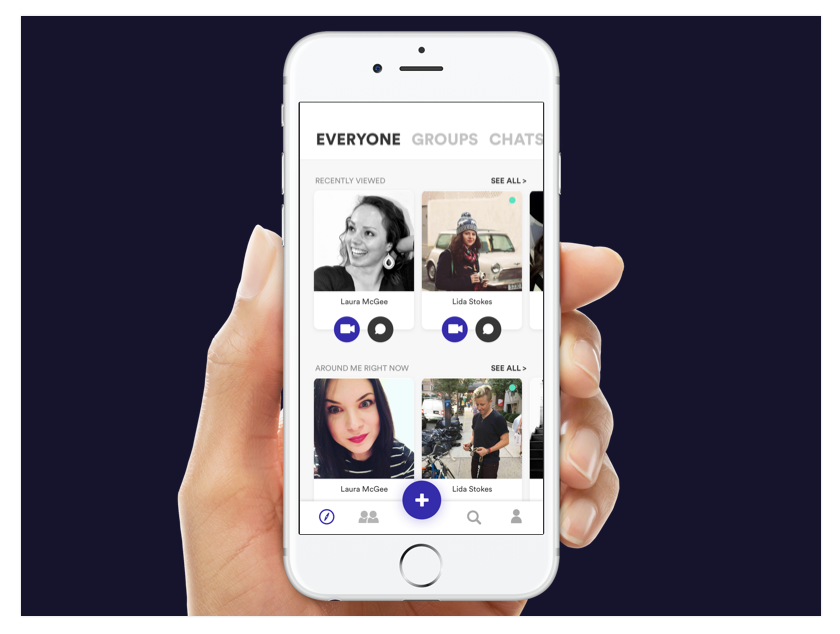 EVERYONE GROUPS CHATS
RECENTLY VIEWED SEE ALL >
Laura McGee Lida Stokes
AROUND ME RIGHT NOW SEE ALL >
Laura McGee Lida Stokes